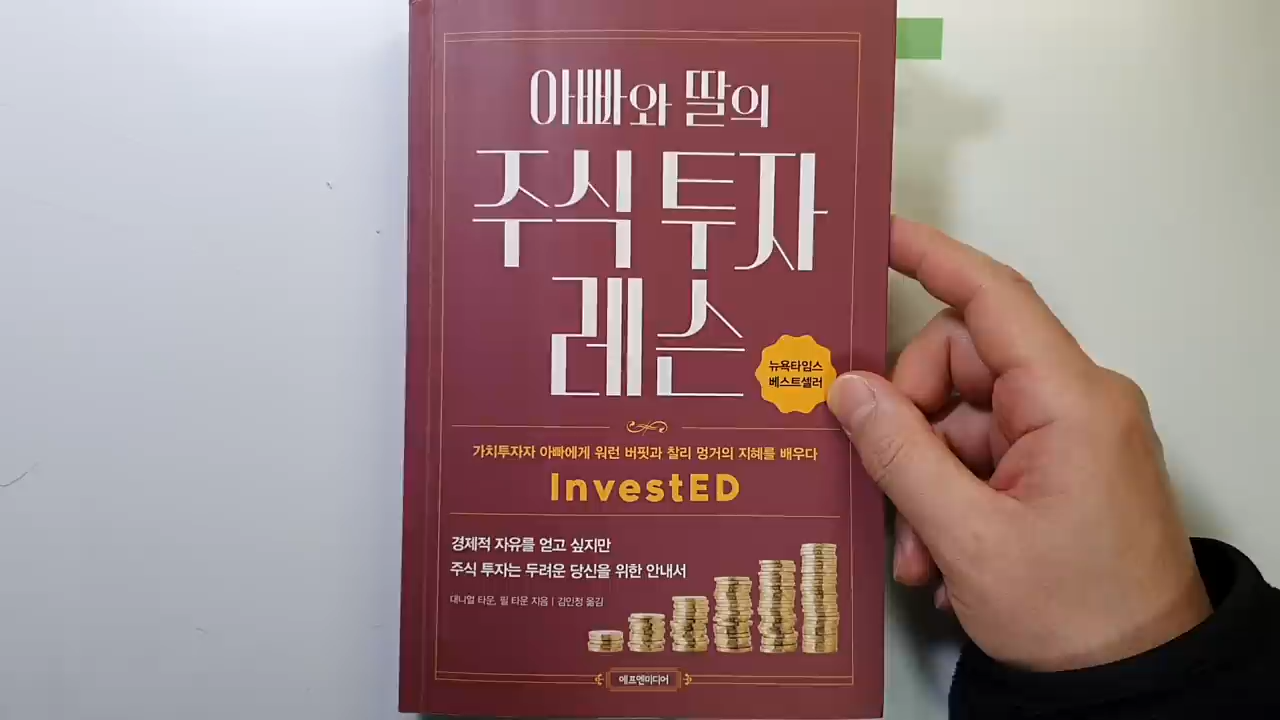 아빠와 딸의
주식 투자
레슨
뉴욕타임스
베스트셀러
가치투자자 아빠에게 워런 버핏과 찰리 멍거의 지혜를 배우다
InvestED
경제적 자유를 얻고 싶지만
주식 투자는 두려운 당신을 위한 안내서
대니얼 타운, 필 타운 지음 | 김인정 옮김
에프엔미디어